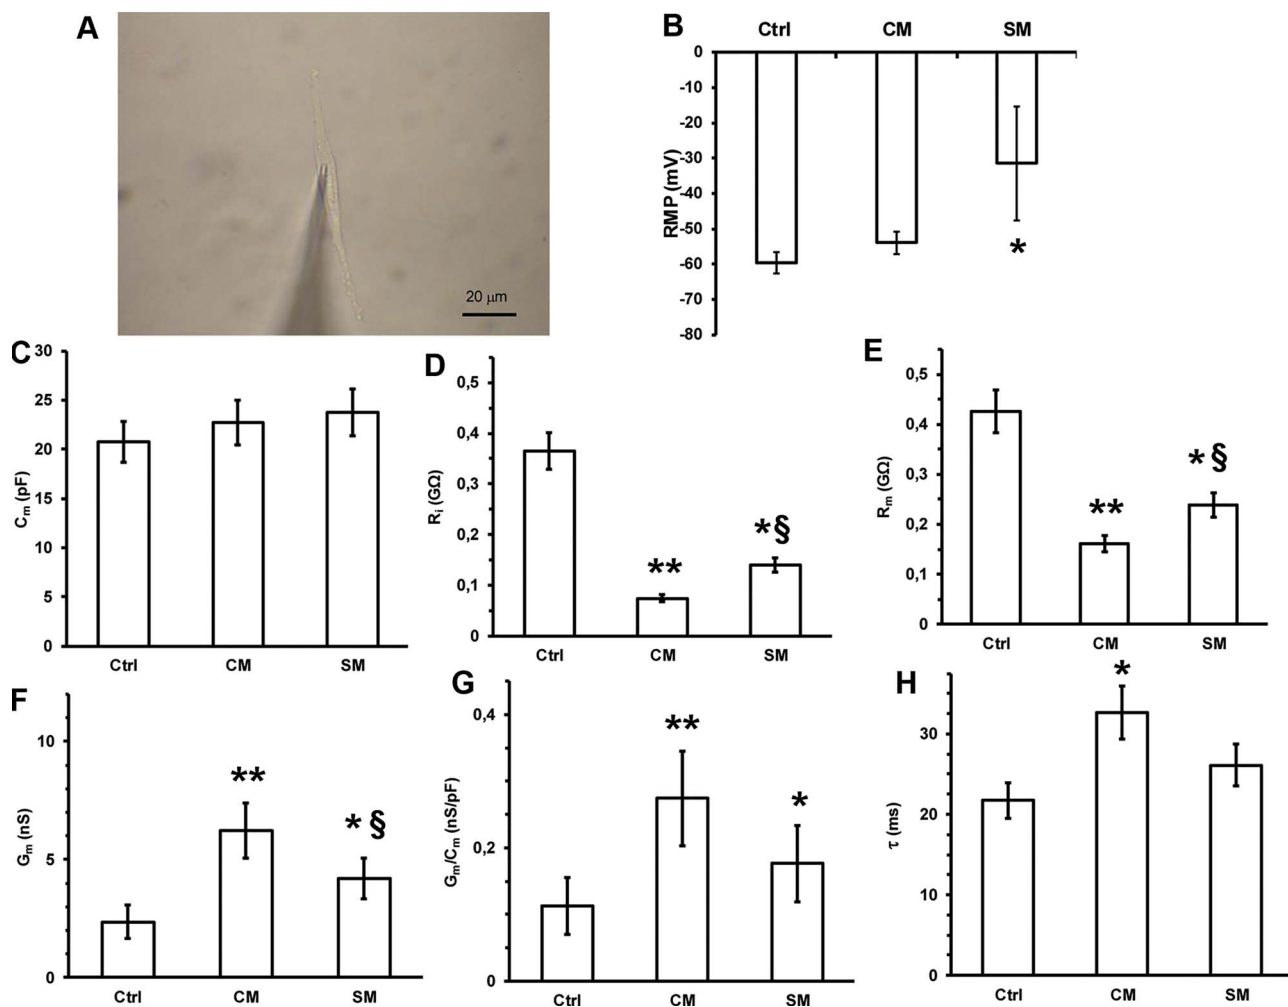 A
20 μm
B
Ctrl CM SM
0
-10
-20
-30
-40
-50
-60
-70
-80
RMP (mV)
*
C
30
25
20
15
10
5
0
Cm (pF)
Ctrl CM SM
D
0,5
0,4
0,3
0,2
0,1
0
Ri (GΩ)
**
*§
Ctrl CM SM
E
0,5
0,4
0,3
0,2
0,1
0
Rm (GΩ)
**
*§
Ctrl CM SM
F
10
5
0
Gm (nS)
**
*§
Ctrl CM SM
G
0,4
0,2
0
Gm/Cm (nS/pF)
**
*
Ctrl CM SM
H
30
20
10
0
τ (ms)
*
Ctrl CM SM